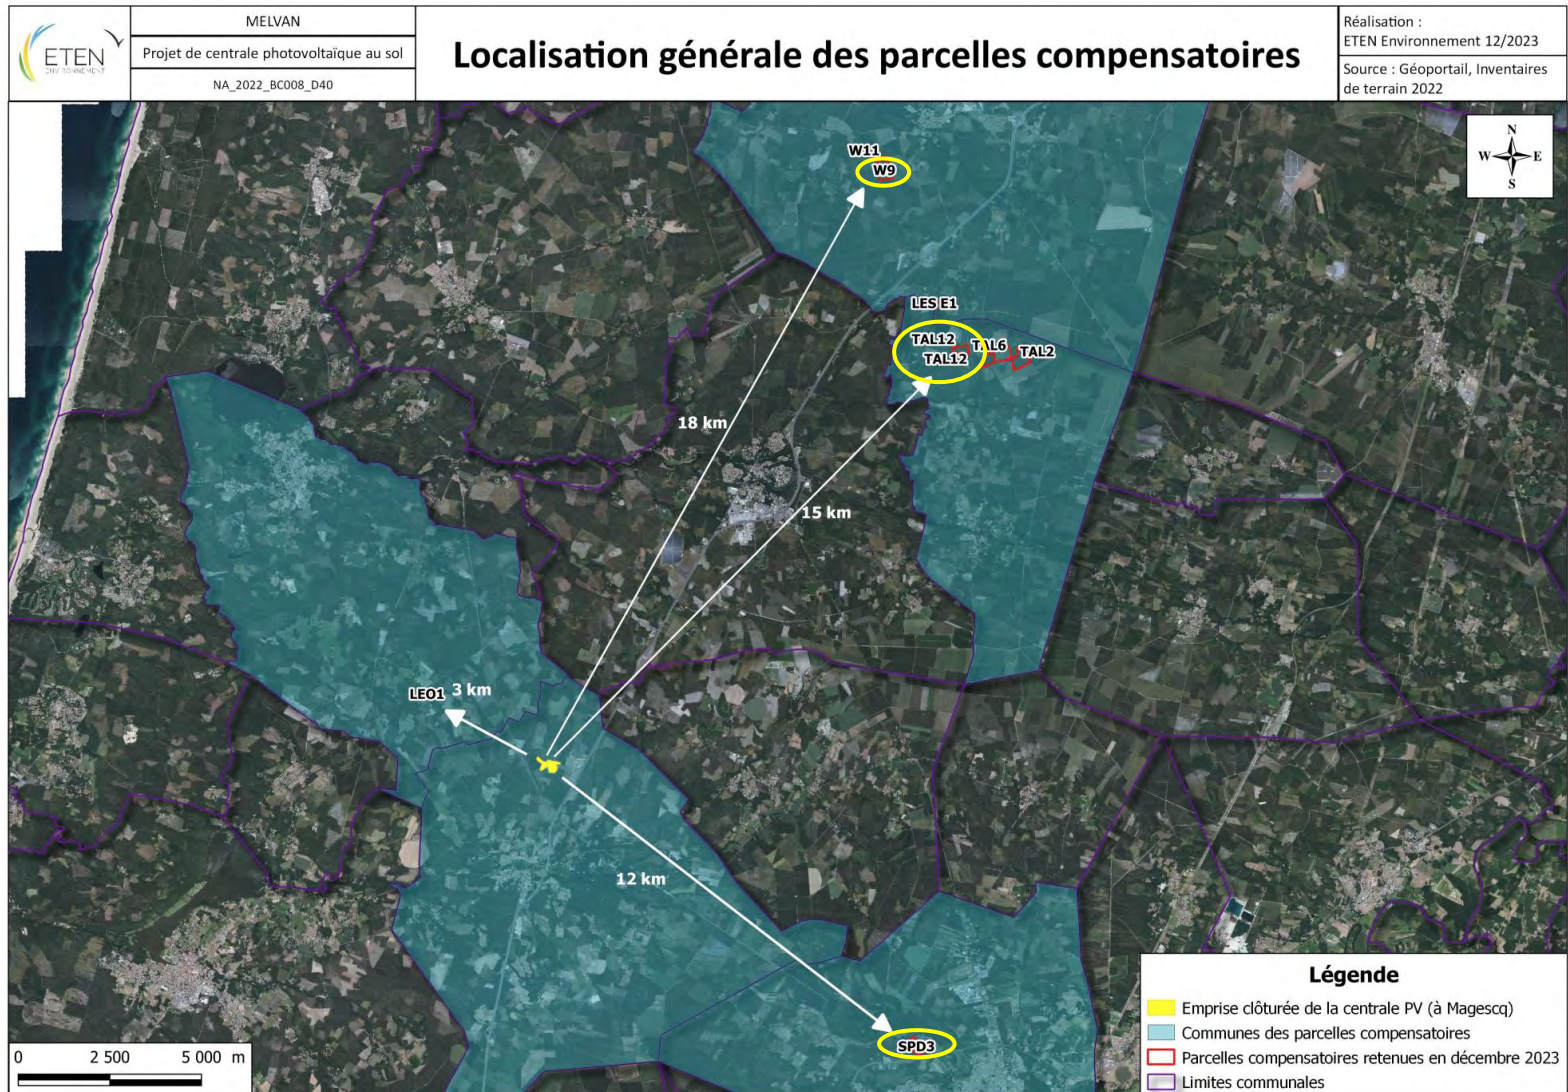 ETEN
ENVIRONNEMENT
MELVAN
Projet de centrale photovoltaïque au sol
NA_2022_BC008_D40
Localisation générale des parcelles compensatoires
Réalisation :
ETEN Environnement 12/2023
Source : Géoportail, Inventaires
de terrain 2022
N
W E
S
W11
W9
LES E1
TAL12
TAL6
TAL2
TAL12
18 km
15 km
LEO1
3 km
12 km
SPD3
0 2 500 5 000 m
Légende
Emprise clôturée de la centrale PV (à Magescq)
Communes des parcelles compensatoires
Parcelles compensatoires retenues en décembre 2023
Limites communales